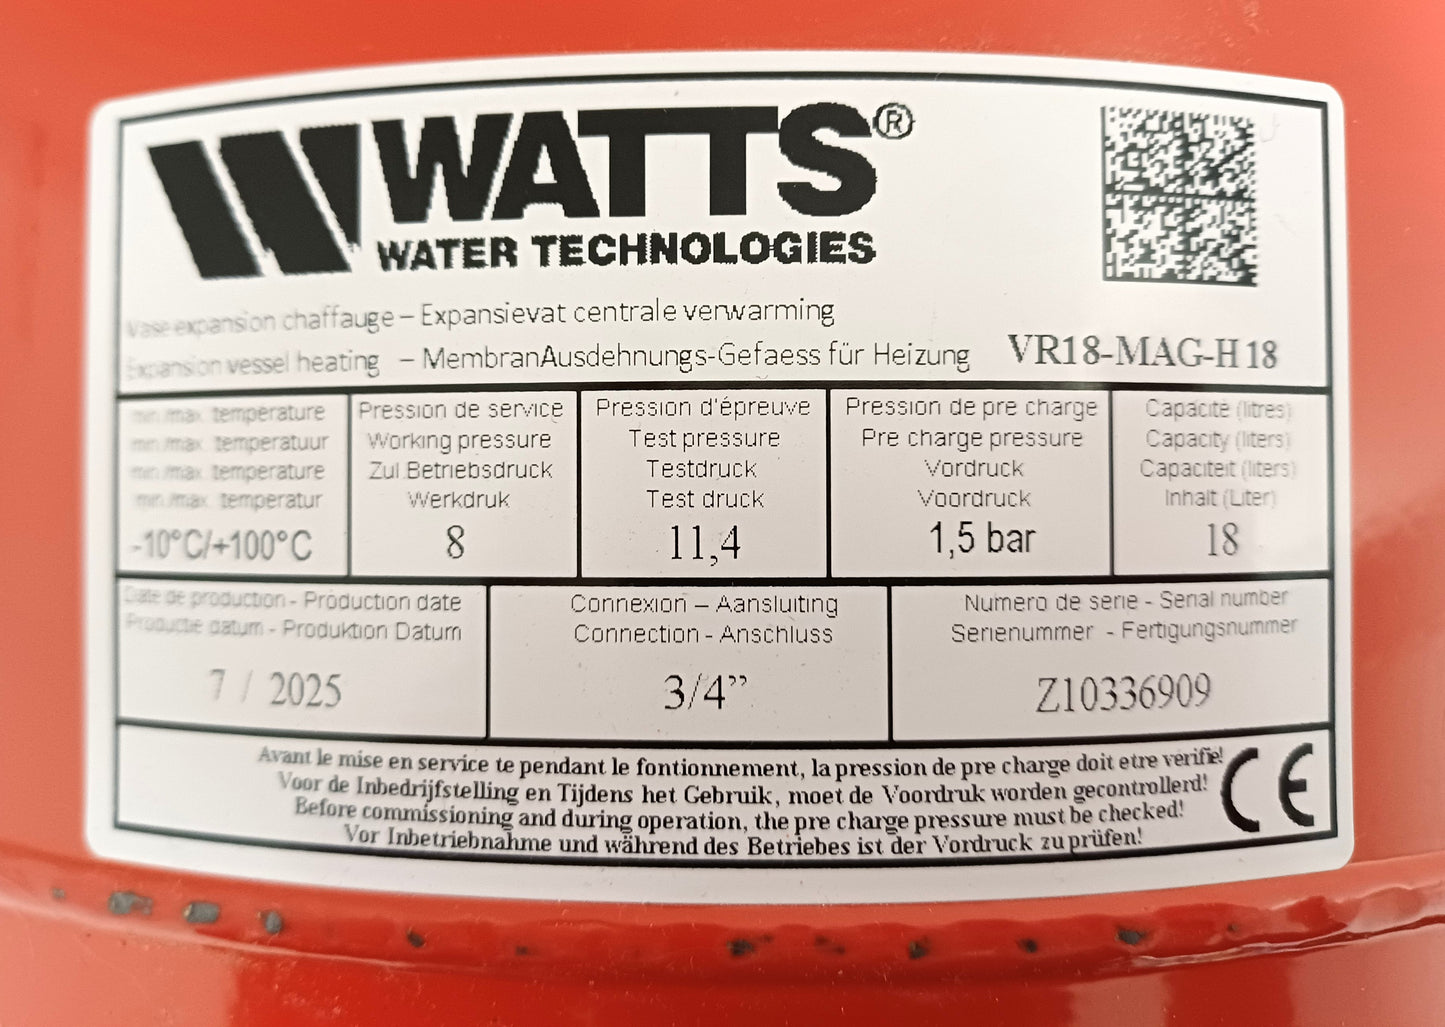 WATTS®
WATER TECHNOLOGIES
Vase expansion chaffauge – Expansievat centrale verwarming
Expansion vessel heating – MembranAusdehnungs-Gefaess für Heizung VR18-MAG-H 18
min./max. temperature
min./max. temperatuur
min./max. temperature
min./max. temperatur
-10°C/+100°C
Pression de service
Working pressure
Zul.Betriebsdruck
Werkdruk
8
Pression d'épreuve
Test pressure
Testdruck
Test druck
11,4
Pression de pre charge
Pre charge pressure
Vordruck
Voordruck
1,5 bar
Capacité (litres)
Capacity (liters)
Capaciteit (liters)
Inhalt (Liter)
18
Date de production - Production date
Productie datum - Produktion Datum
7 / 2025
Connexion – Aansluiting
Connection - Anschluss
3/4”
Numero de serie - Serial number
Serienummer - Fertigungsnummer
Z10336909
Avant le mise en service te pendant le fontionnement, la pression de pre charge doit etre vérifie!
Voor de Inbedrijfstelling en Tijdens het Gebruik, moet de Voordruk worden gecontrollerd!
Before commissioning and during operation, the pre charge pressure must be checked!
Vor Inbetriebnahme und während des Betriebes ist der Vordruck zu prüfen!
CE